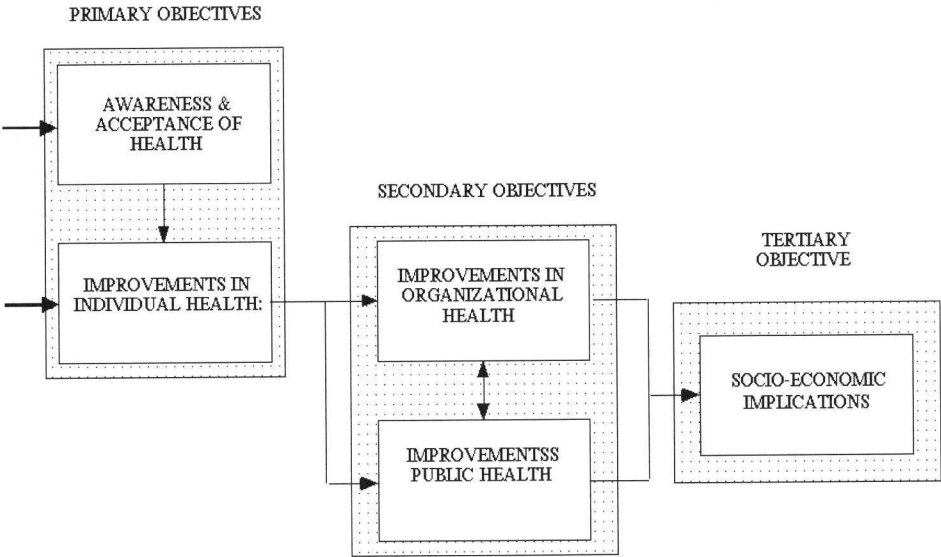 PRIMARY OBJECTIVES
AWARENESS &
ACCEPTANCE OF
HEALTH
IMPROVEMENTS IN
INDIVIDUAL HEALTH:
SECONDARY OBJECTIVES
IMPROVEMENTS IN
ORGANIZATIONAL
HEALTH
IMPROVEMENTSS
PUBLIC HEALTH
TERTIARY
OBJECTIVE
SOCIO-ECONOMIC
IMPLICATIONS